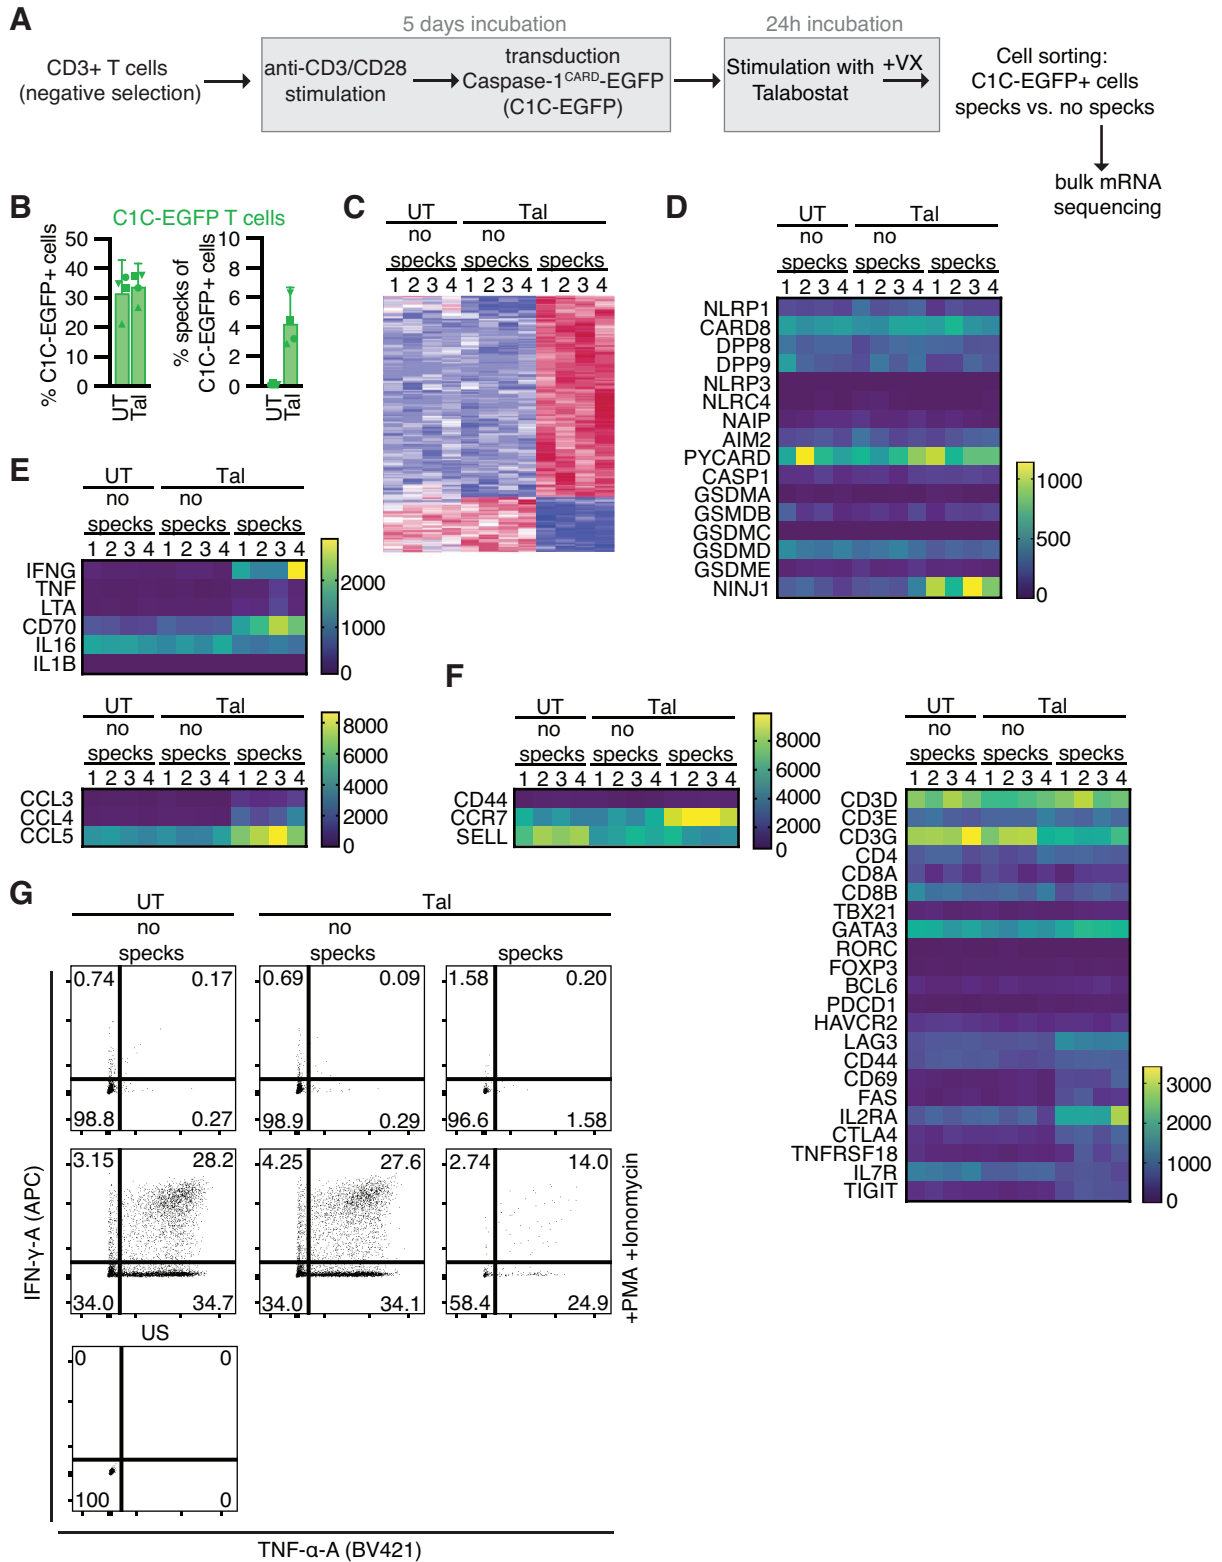 A
5 days incubation
24h incubation
CD3+ T cells
(negative selection)
anti-CD3/CD28
stimulation
transduction
Caspase-1CARD-EGFP
(C1C-EGFP)
Stimulation with
Talabostat
+VX
Cell sorting:
C1C-EGFP+ cells
specks vs. no specks
bulk mRNA
sequencing
B
C1C-EGFP T cells
% C1C-EGFP+ cells
50
40
30
20
10
0
UT
Tal
% specks of
C1C-EGFP+ cells
10
8
6
4
2
0
UT
Tal
C
UT Tal
no no
specks specks specks
1 2 3 4 1 2 3 4 1 2 3 4
D
UT Tal
no no
specks specks specks
1 2 3 4 1 2 3 4 1 2 3 4
NLRP1
CARD8
DPP8
DPP9
NLRP3
NLRC4
NAIP
AIM2
PYCARD
CASP1
GSDMA
GSMDB
GSDMC
GSDMD
GSDME
NINJ1
1000
500
0
E
UT Tal
no no
specks specks specks
1 2 3 4 1 2 3 4 1 2 3 4
IFNG
TNF
LTA
CD70
IL16
IL1B
2000
1000
0
UT Tal
no no
specks specks specks
1 2 3 4 1 2 3 4 1 2 3 4
CCL3
CCL4
CCL5
8000
6000
4000
2000
0
F
UT Tal
no no
specks specks specks
1 2 3 4 1 2 3 4 1 2 3 4
CD44
CCR7
SELL
8000
6000
4000
2000
0
UT Tal
no no
specks specks specks
1 2 3 4 1 2 3 4 1 2 3 4
CD3D
CD3E
CD3G
CD4
CD8A
CD8B
TBX21
GATA3
RORC
FOXP3
BCL6
PDCD1
HAVCR2
LAG3
CD44
CD69
FAS
IL2RA
CTLA4
TNFRSF18
IL7R
TIGIT
3000
2000
1000
0
G
UT Tal
no no
specks specks specks
0.74 0.17 0.69 0.09 1.58 0.20
98.8 0.27 98.9 0.29 96.6 1.58
3.15 28.2 4.25 27.6 2.74 14.0
34.0 34.7 34.0 34.1 58.4 24.9
+PMA +Ionomycin
US
0 0
100 0
IFN-γ-A (APC)
TNF-α-A (BV421)